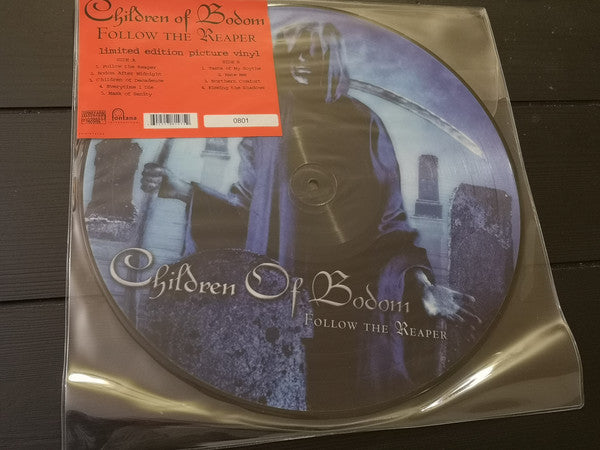 Children of Bodom
FOLLOW THE REAPER
limited edition picture vinyl
SIDE A
1. Follow the Reaper
2. Bodom After Midnight
3. Children of Decadence
4. Everytime I Die
5. Mask of Sanity
SIDE B
1. Taste of My Scythe
2. Hate Me!
3. Northern Comfort
4. Kissing the Shadows
fontana
0801
Children Of Bodom
FOLLOW THE REAPER